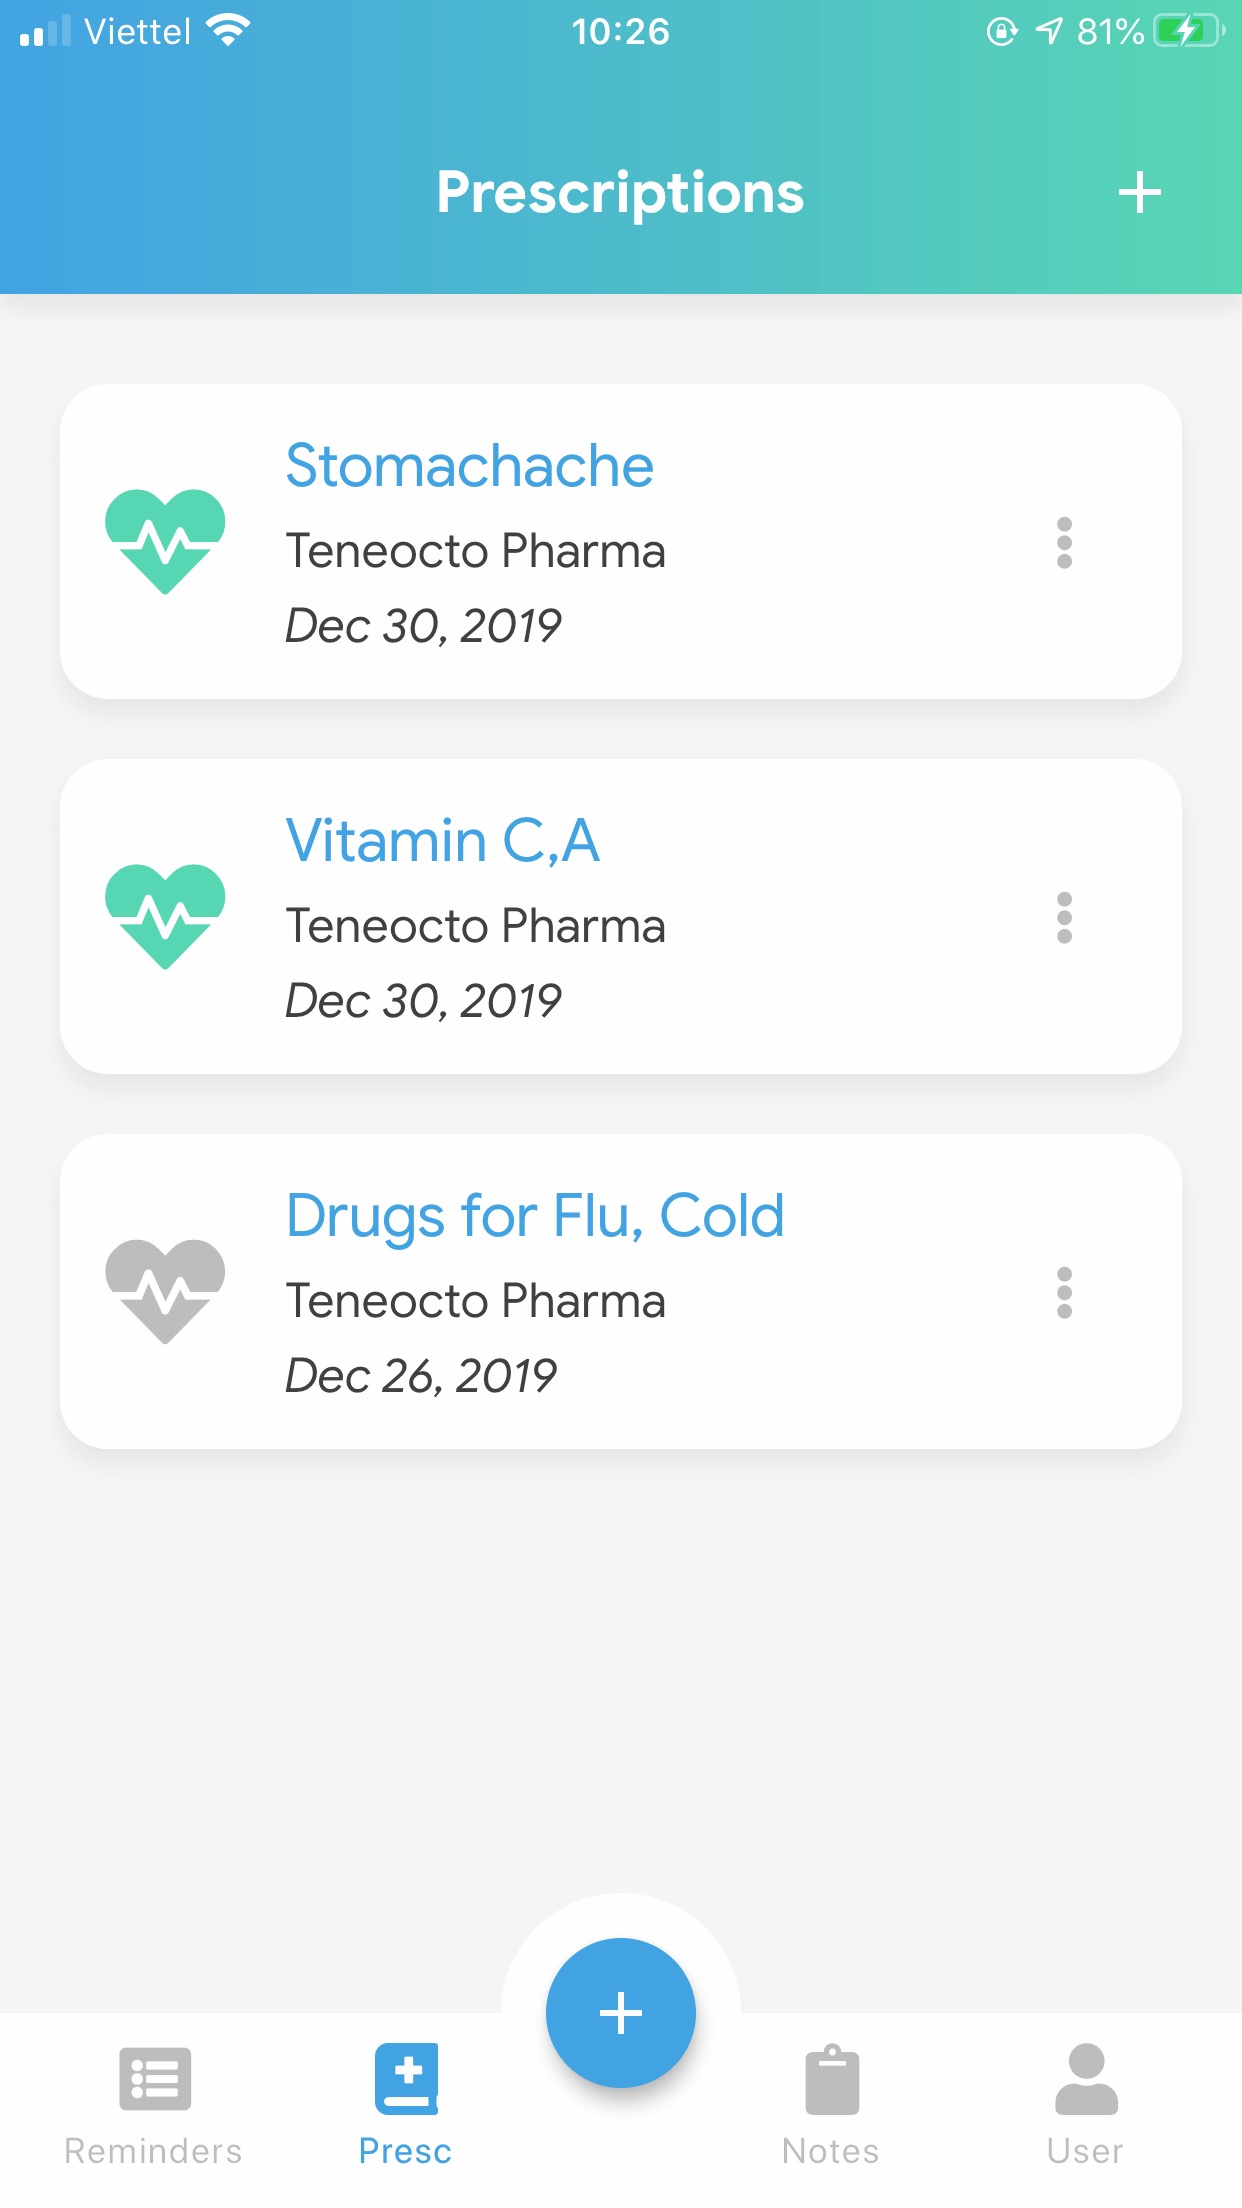 Viettel 10:26 81%
Prescriptions
Stomachache
Teneocto Pharma
Dec 30, 2019
Vitamin C,A
Teneocto Pharma
Dec 30, 2019
Drugs for Flu, Cold
Teneocto Pharma
Dec 26, 2019
Reminders Presc Notes User